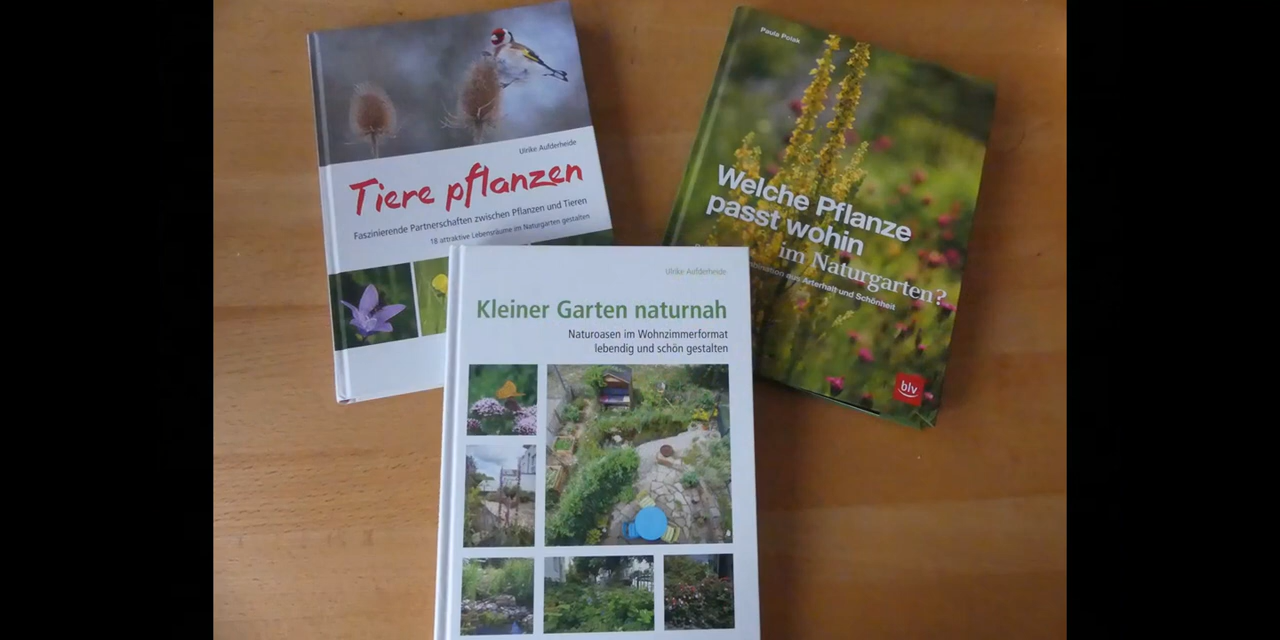 Ulrike Aufderheide
Tiere pflanzen
Faszinierende Partnerschaften zwischen Pflanzen und Tieren
18 attraktive Lebensräume im Naturgarten gestalten
Paula Polak
Welche Pflanze
passt wohin
im Naturgarten?
aus Arterhalt und Schönheit
blv
Ulrike Aufderheide
Kleiner Garten naturnah
Naturoasen im Wohnzimmerformat
lebendig und schön gestalten